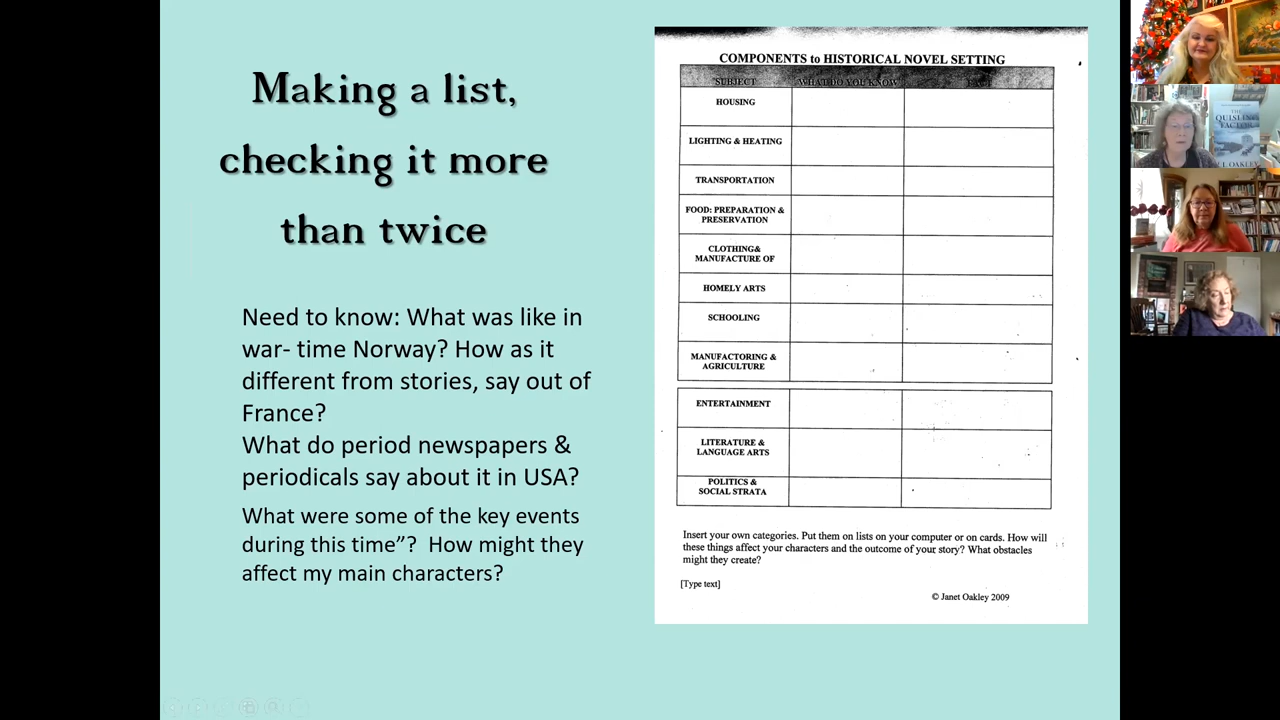 Making a list,
checking it more
than twice
Need to know: What was like in
war- time Norway? How as it
different from stories, say out of
France?
What do period newspapers &
periodicals say about it in USA?
What were some of the key events
during this time”? How might they
affect my main characters?
COMPONENTS to HISTORICAL NOVEL SETTING
SUBJECT WHAT DO YOU KNOW
HOUSING
LIGHTING & HEATING
TRANSPORTATION
FOOD: PREPARATION &
PRESERVATION
CLOTHING&
MANUFACTURE OF
HOMELY ARTS
SCHOOLING
MANUFACTORING &
AGRICULTURE
ENTERTAINMENT
LITERATURE &
LANGUAGE ARTS
POLITICS &
SOCIAL STRATA
Insert your own categories. Put them on lists on your computer or on cards. How will
these things affect your characters and the outcome of your story? What obstacles
might they create?
[Type text]
© Janet Oakley 2009
THE
QUISLING
FACTOR
OAKLEY